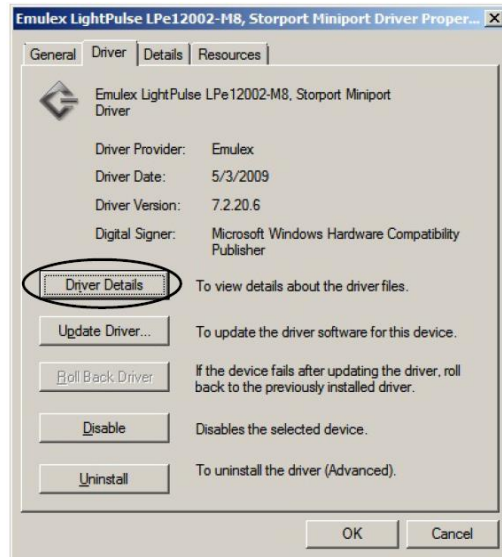 Emulex LightPulse LPe12002-M8, Storport Miniport Driver Proper...
General Driver Details Resources
Emulex LightPulse LPe12002-M8, Storport Miniport
Driver
Driver Provider: Emulex
Driver Date: 5/3/2009
Driver Version: 7.2.20.6
Digital Signer: Microsoft Windows Hardware Compatibility
Publisher
Driver Details To view details about the driver files.
Update Driver... To update the driver software for this device.
Roll Back Driver If the device fails after updating the driver, roll
back to the previously installed driver.
Disable Disables the selected device.
Uninstall To uninstall the driver (Advanced).
OK Cancel